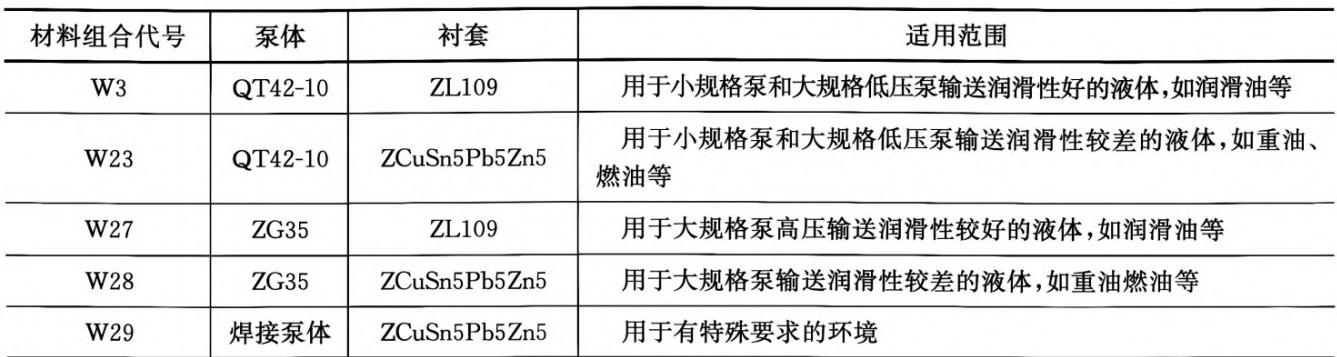 材料组合代号 泵体 衬套 适用范围
W3 QT42-10 ZL109 用于小规格泵和大规格低压泵输送润滑性好的液体,如润滑油等
W23 QT42-10 ZCuSn5Pb5Zn5 用于小规格泵和大规格低压泵输送润滑性较差的液体,如重油、
燃油等
W27 ZG35 ZL109 用于大规格泵高压输送润滑性较好的液体,如润滑油等
W28 ZG35 ZCuSn5Pb5Zn5 用于大规格泵输送润滑性较差的液体,如重油燃油等
W29 焊接泵体 ZCuSn5Pb5Zn5 用于有特殊要求的环境